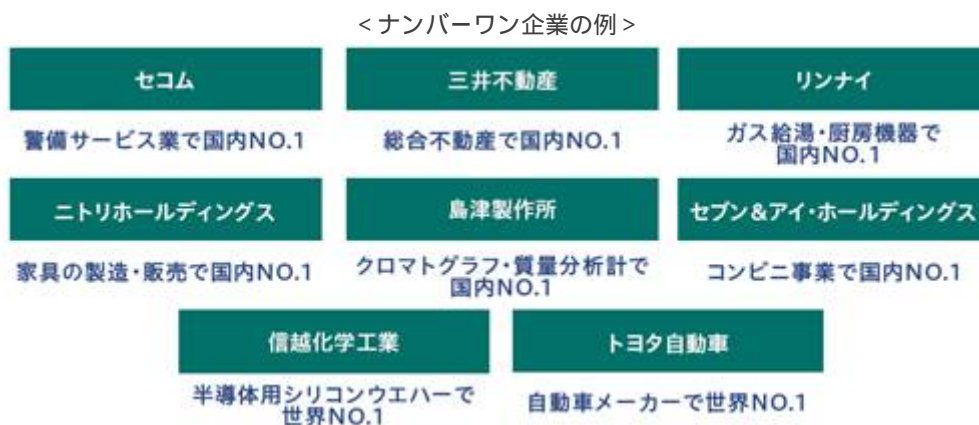 <ナンバーワン企業の例>
セコム
警備サービス業で国内NO.1
三井不動産
総合不動産で国内NO.1
リンナイ
ガス給湯・厨房機器で
国内NO.1
ニトリホールディングス
家具の製造・販売で国内NO.1
島津製作所
クロマトグラフ・質量分析計で
国内NO.1
セブン&アイ・ホールディングス
コンビニ事業で国内NO.1
信越化学工業
半導体用シリコンウエハーで
世界NO.1
トヨタ自動車
自動車メーカーで世界NO.1